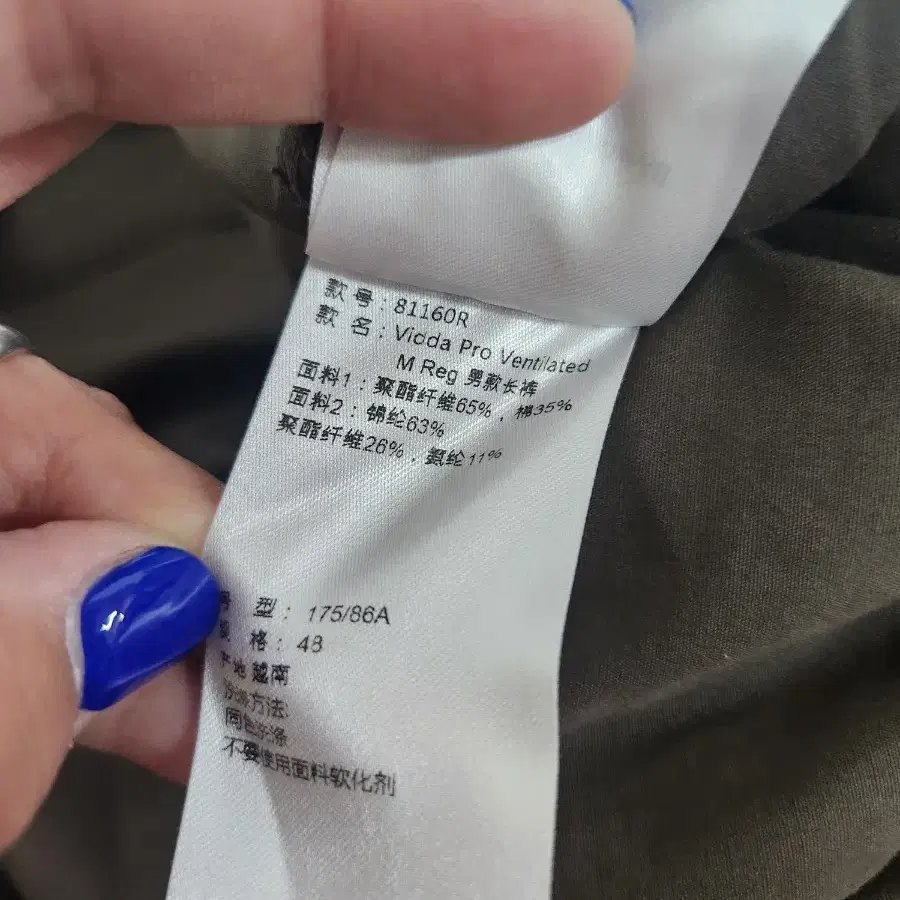 款 号：81160R
款 名：Vidda Pro Ventilated
M Reg 男款长裤
面料1：聚酯纤维65%，棉35%
面料2：锦纶63%
聚酯纤维26%，氨纶11%
号 型：175/86A
规 格：48
产地 越南
洗涤方法:
同色洗涤
不要使用面料软化剂